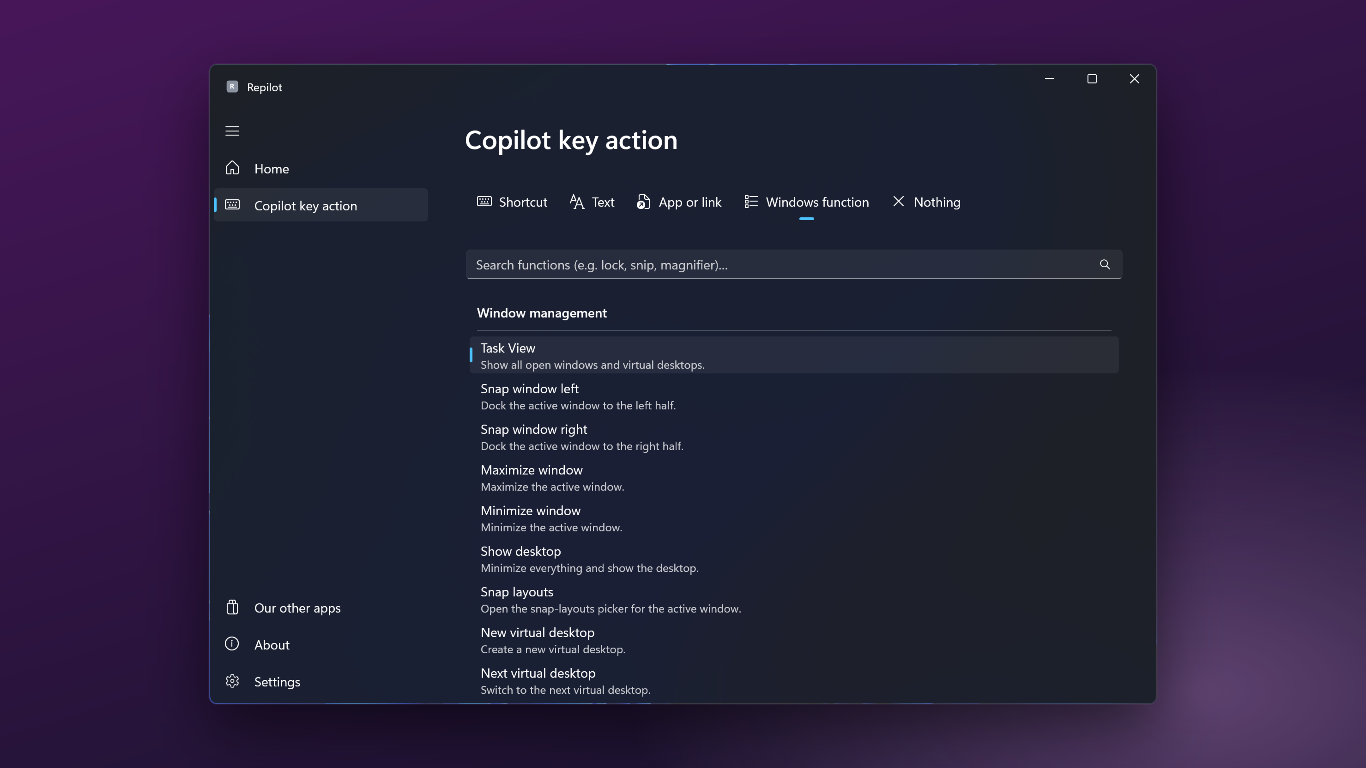 Repilot
Home
Copilot key action
Our other apps
About
Settings
Copilot key action
Shortcut
Text
App or link
Windows function
Nothing
Search functions (e.g. lock, snip, magnifier)...
Window management
Task View
Show all open windows and virtual desktops.
Snap window left
Dock the active window to the left half.
Snap window right
Dock the active window to the right half.
Maximize window
Maximize the active window.
Minimize window
Minimize the active window.
Show desktop
Minimize everything and show the desktop.
Snap layouts
Open the snap-layouts picker for the active window.
New virtual desktop
Create a new virtual desktop.
Next virtual desktop
Switch to the next virtual desktop.